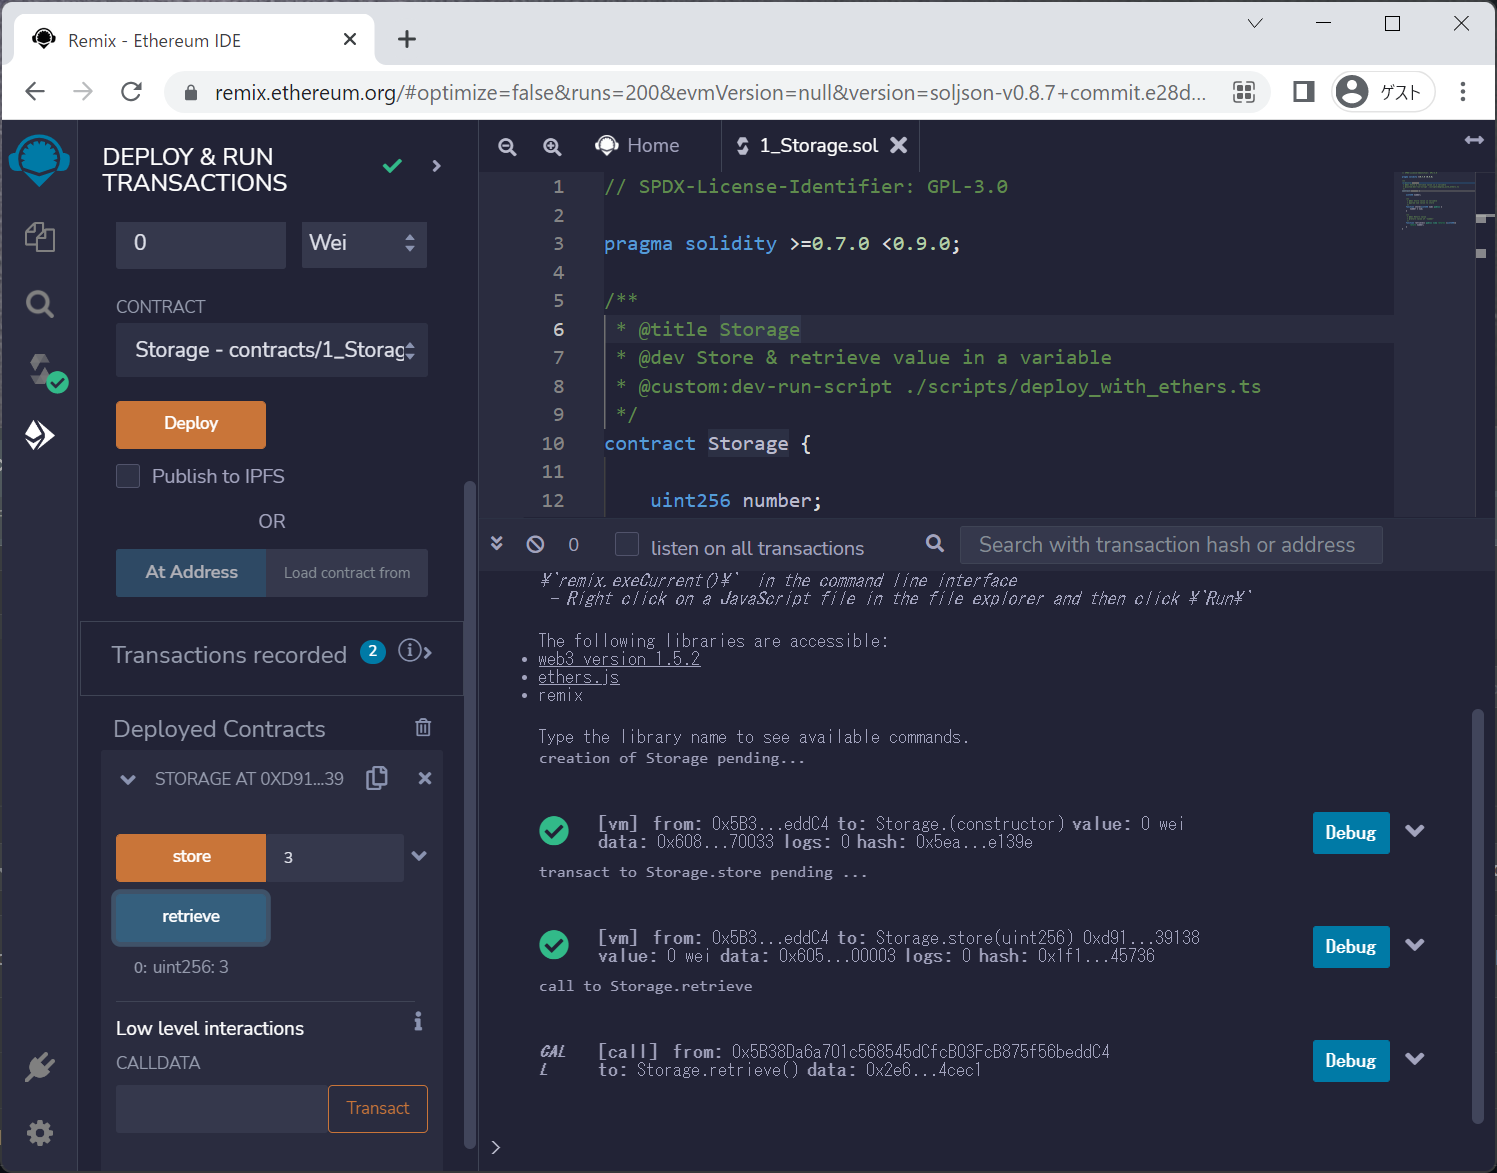 Remix - Ethereum IDE
remix.ethereum.org/#optimize=false&runs=200&evmVersion=null&version=soljson-v0.8.7+commit.e28d...
ゲスト
DEPLOY & RUN
TRANSACTIONS
0
Wei
CONTRACT
Storage - contracts/1_Storag
Deploy
Publish to IPFS
OR
At Address
Load contract from
Transactions recorded 2
Deployed Contracts
STORAGE AT 0XD91...39
store
3
retrieve
0: uint256: 3
Low level interactions
CALLDATA
Transact
Home
1_Storage.sol
1 // SPDX-License-Identifier: GPL-3.0
2
3 pragma solidity >=0.7.0 <0.9.0;
4
5 /**
6 * @title Storage
7 * @dev Store & retrieve value in a variable
8 * @custom:dev-run-script ./scripts/deploy_with_ethers.ts
9 */
10 contract Storage {
11
12 uint256 number;
0
listen on all transactions
Search with transaction hash or address
¥`remix.exeCurrent()¥` in the command line interface
- Right click on a JavaScript file in the file explorer and then click ¥`Run¥`
The following libraries are accessible:
• web3 version 1.5.2
• ethers.js
• remix
Type the library name to see available commands.
creation of Storage pending...
[vm] from: 0x5B3...eddC4 to: Storage.(constructor) value: 0 wei
data: 0x608...70033 logs: 0 hash: 0x5ea...e139e
Debug
transact to Storage.store pending ...
[vm] from: 0x5B3...eddC4 to: Storage.store(uint256) 0xd91...39138
value: 0 wei data: 0x605...00003 logs: 0 hash: 0x1f1...45736
Debug
call to Storage.retrieve
CAL
L
[call] from: 0x5B38Da6a701c568545dCfcB03FcB875f56beddC4
to: Storage.retrieve() data: 0x2e6...4cec1
Debug
>